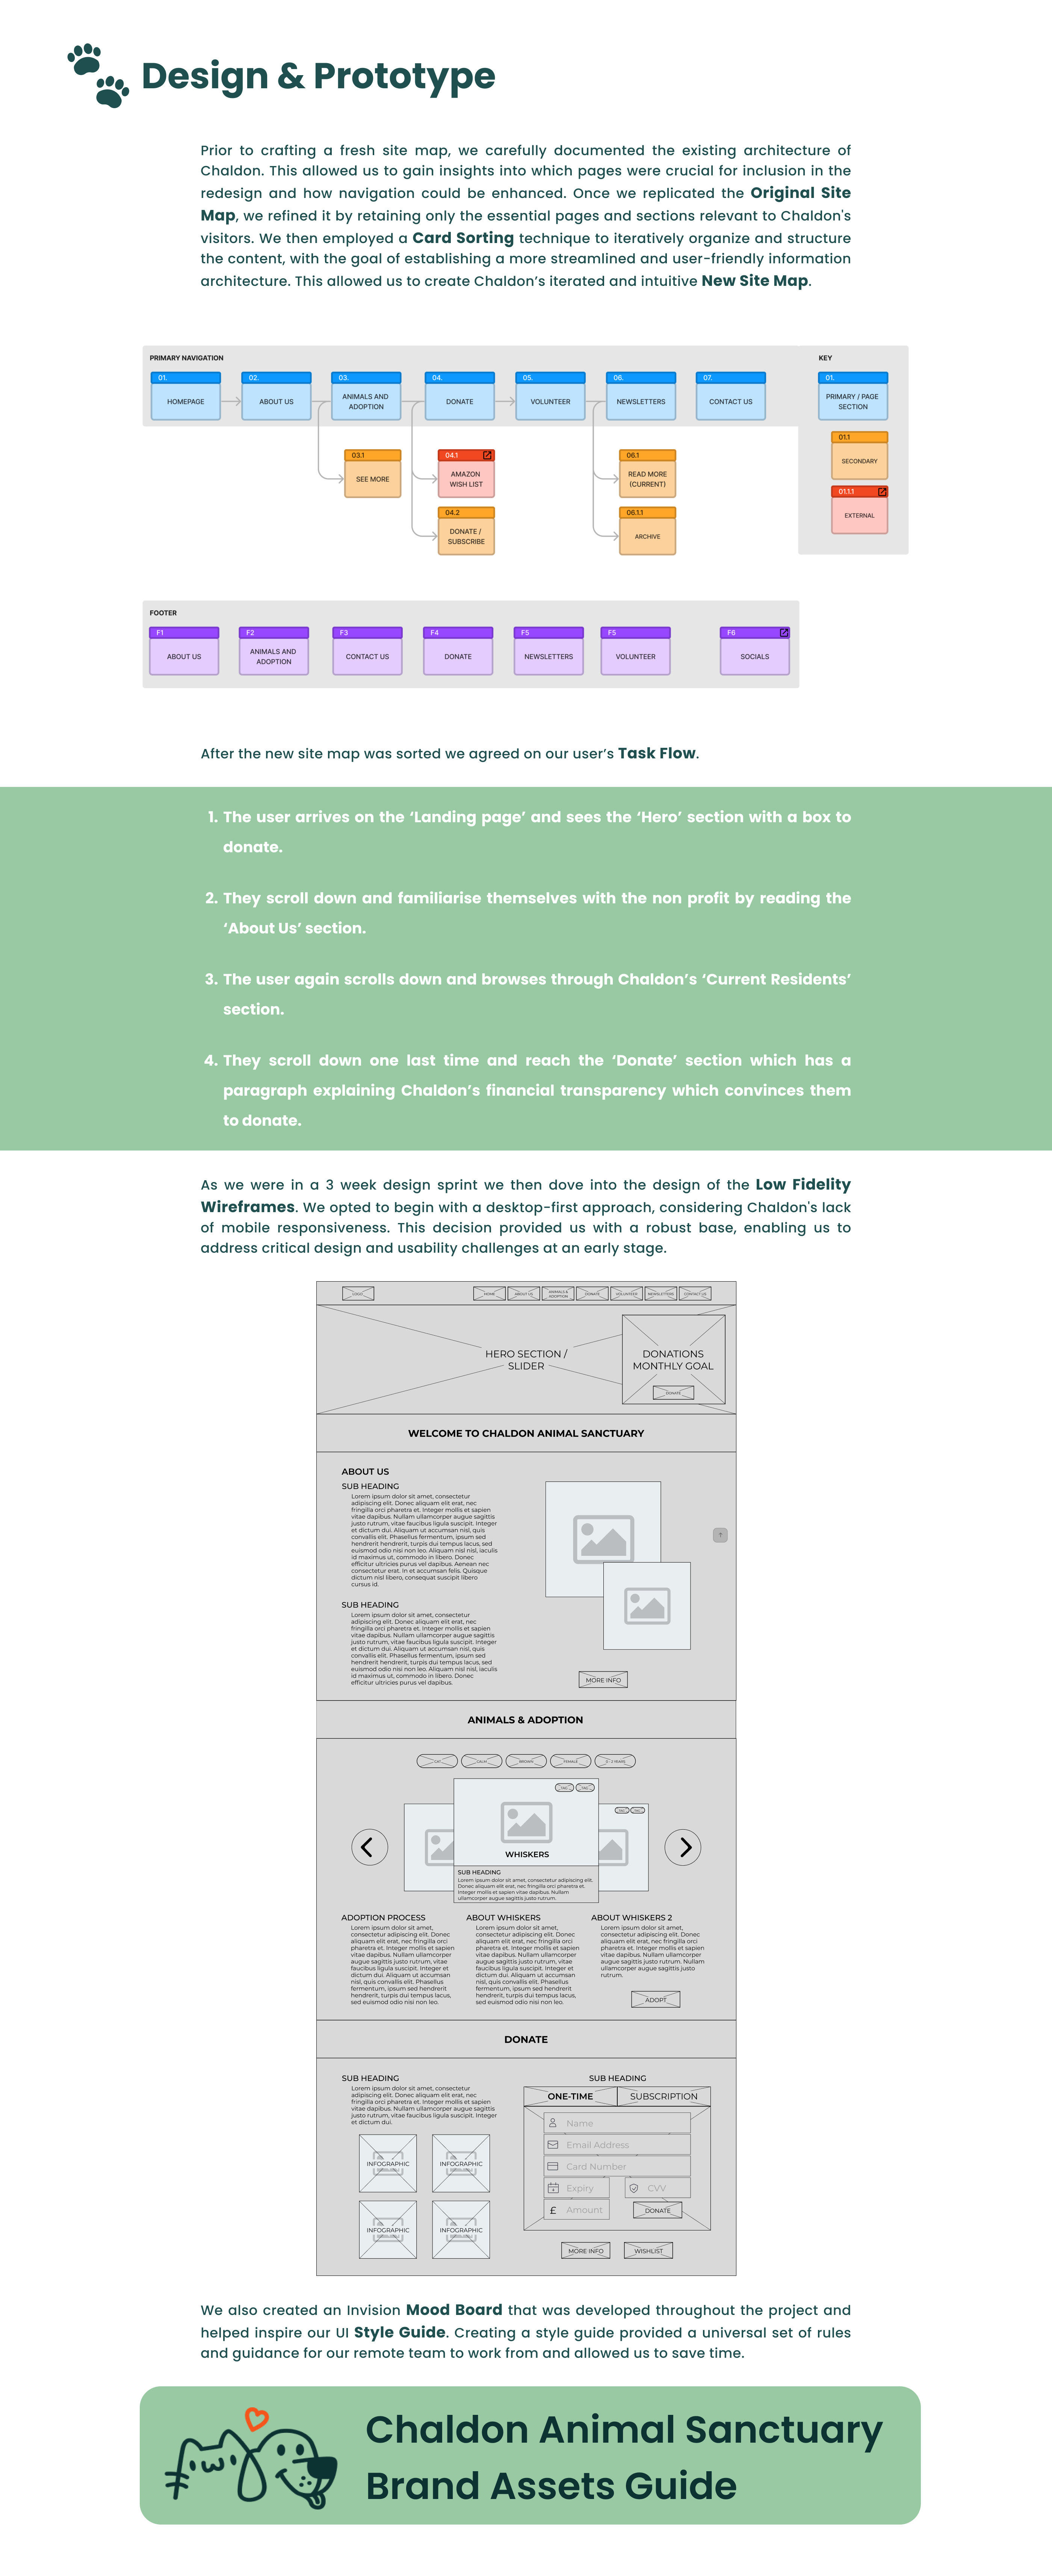 Design & Prototype
Prior to crafting a fresh site map, we carefully documented the existing architecture of
Chaldon. This allowed us to gain insights into which pages were crucial for inclusion in the
redesign and how navigation could be enhanced. Once we replicated the Original Site
Map, we refined it by retaining only the essential pages and sections relevant to Chaldon's
visitors. We then employed a Card Sorting technique to iteratively organize and structure
the content, with the goal of establishing a more streamlined and user-friendly information
architecture. This allowed us to create Chaldon’s iterated and intuitive New Site Map.
PRIMARY NAVIGATION
KEY
01.
02.
03.
04.
05.
06.
07.
01.
HOMEPAGE
ABOUT US
ANIMALS AND
ADOPTION
DONATE
VOLUNTEER
NEWSLETTERS
CONTACT US
PRIMARY / PAGE
SECTION
01.1
SECONDARY
01.1.1
EXTERNAL
03.1
SEE MORE
04.1
AMAZON
WISH LIST
06.1
READ MORE
(CURRENT)
04.2
DONATE /
SUBSCRIBE
06.1.1
ARCHIVE
FOOTER
F1
F2
F3
F4
F5
F5
F6
ABOUT US
ANIMALS AND
ADOPTION
CONTACT US
DONATE
NEWSLETTERS
VOLUNTEER
SOCIALS
After the new site map was sorted we agreed on our user’s Task Flow.
1. The user arrives on the ‘Landing page’ and sees the ‘Hero’ section with a box to
donate.
2. They scroll down and familiarise themselves with the non profit by reading the
‘About Us’ section.
3. The user again scrolls down and browses through Chaldon’s ‘Current Residents’
section.
4. They scroll down one last time and reach the ‘Donate’ section which has a
paragraph explaining Chaldon’s financial transparency which convinces them
to donate.
As we were in a 3 week design sprint we then dove into the design of the Low Fidelity
Wireframes. We opted to begin with a desktop-first approach, considering Chaldon's lack
of mobile responsiveness. This decision provided us with a robust base, enabling us to
address critical design and usability challenges at an early stage.
LOGO
HOME
ABOUT US
ANIMALS &
ADOPTION
DONATE
VOLUNTEER
NEWSLETTERS
CONTACT US
HERO SECTION /
SLIDER
DONATIONS
MONTHLY GOAL
DONATE
WELCOME TO CHALDON ANIMAL SANCTUARY
ABOUT US
SUB HEADING
Lorem ipsum dolor sit amet, consectetur
adipiscing elit. Donec aliquam elit erat, nec
fringilla orci pharetra et. Integer mollis et sapien
vitae dapibus. Nullam ullamcorper augue sagittis
justo rutrum, vitae faucibus ligula suscipit. Integer
et dictum dui. Aliquam ut accumsan nisl, quis
convallis elit. Phasellus fermentum, ipsum sed
hendrerit hendrerit, turpis dui tempus lacus, sed
euismod odio nisi non leo. Aliquam nisl nisl, iaculis
id maximus ut, commodo in libero. Donec
efficitur ultricies purus vel dapibus. Aenean nec
consectetur erat. In et accumsan felis. Quisque
dictum nisl libero, consequat suscipit libero
cursus id.
SUB HEADING
Lorem ipsum dolor sit amet, consectetur
adipiscing elit. Donec aliquam elit erat, nec
fringilla orci pharetra et. Integer mollis et sapien
vitae dapibus. Nullam ullamcorper augue sagittis
justo rutrum, vitae faucibus ligula suscipit. Integer
et dictum dui. Aliquam ut accumsan nisl, quis
convallis elit. Phasellus fermentum, ipsum sed
hendrerit hendrerit, turpis dui tempus lacus, sed
euismod odio nisi non leo. Aliquam nisl nisl, iaculis
id maximus ut, commodo in libero. Donec
efficitur ultricies purus vel dapibus.
MORE INFO
ANIMALS & ADOPTION
FEMALE
WHISKERS
SUB HEADING
Lorem ipsum dolor sit amet, consectetur adipiscing elit.
Donec aliquam elit erat, nec fringilla orci pharetra et.
Integer mollis et sapien vitae dapibus. Nullam
ullamcorper augue sagittis justo rutrum.
ADOPTION PROCESS
Lorem ipsum dolor sit amet,
consectetur adipiscing elit. Donec
aliquam elit erat, nec fringilla orci
pharetra et. Integer mollis et sapien
vitae dapibus. Nullam ullamcorper
augue sagittis justo rutrum, vitae
faucibus ligula suscipit. Integer et
dictum dui. Aliquam ut accumsan
nisl, quis convallis elit. Phasellus
fermentum, ipsum sed hendrerit
hendrerit, turpis dui tempus lacus,
sed euismod odio nisi non leo.
ABOUT WHISKERS
Lorem ipsum dolor sit amet,
consectetur adipiscing elit. Donec
aliquam elit erat, nec fringilla orci
pharetra et. Integer mollis et sapien
vitae dapibus. Nullam ullamcorper
augue sagittis justo rutrum, vitae
faucibus ligula suscipit. Integer et
dictum dui. Aliquam ut accumsan
nisl, quis convallis elit. Phasellus
fermentum, ipsum sed hendrerit
hendrerit, turpis dui tempus lacus,
sed euismod odio nisi non leo.
ABOUT WHISKERS 2
Lorem ipsum dolor sit amet,
consectetur adipiscing elit. Donec
aliquam elit erat, nec fringilla orci
pharetra et. Integer mollis et sapien
vitae dapibus. Nullam ullamcorper
augue sagittis justo rutrum. Nullam
ullamcorper augue sagittis justo
rutrum.
ADOPT
DONATE
SUB HEADING
Lorem ipsum dolor sit amet, consectetur
adipiscing elit. Donec aliquam elit erat, nec
fringilla orci pharetra et. Integer mollis et sapien
vitae dapibus. Nullam ullamcorper augue sagittis
justo rutrum, vitae faucibus ligula suscipit. Integer
et dictum dui.
INFOGRAPHIC
INFOGRAPHIC
INFOGRAPHIC
INFOGRAPHIC
SUB HEADING
ONE-TIME
SUBSCRIPTION
Name
Email Address
Card Number
Expiry
CVV
£ Amount
DONATE
MORE INFO
WISHLIST
We also created an Invision Mood Board that was developed throughout the project and
helped inspire our UI Style Guide. Creating a style guide provided a universal set of rules
and guidance for our remote team to work from and allowed us to save time.
Chaldon Animal Sanctuary
Brand Assets Guide